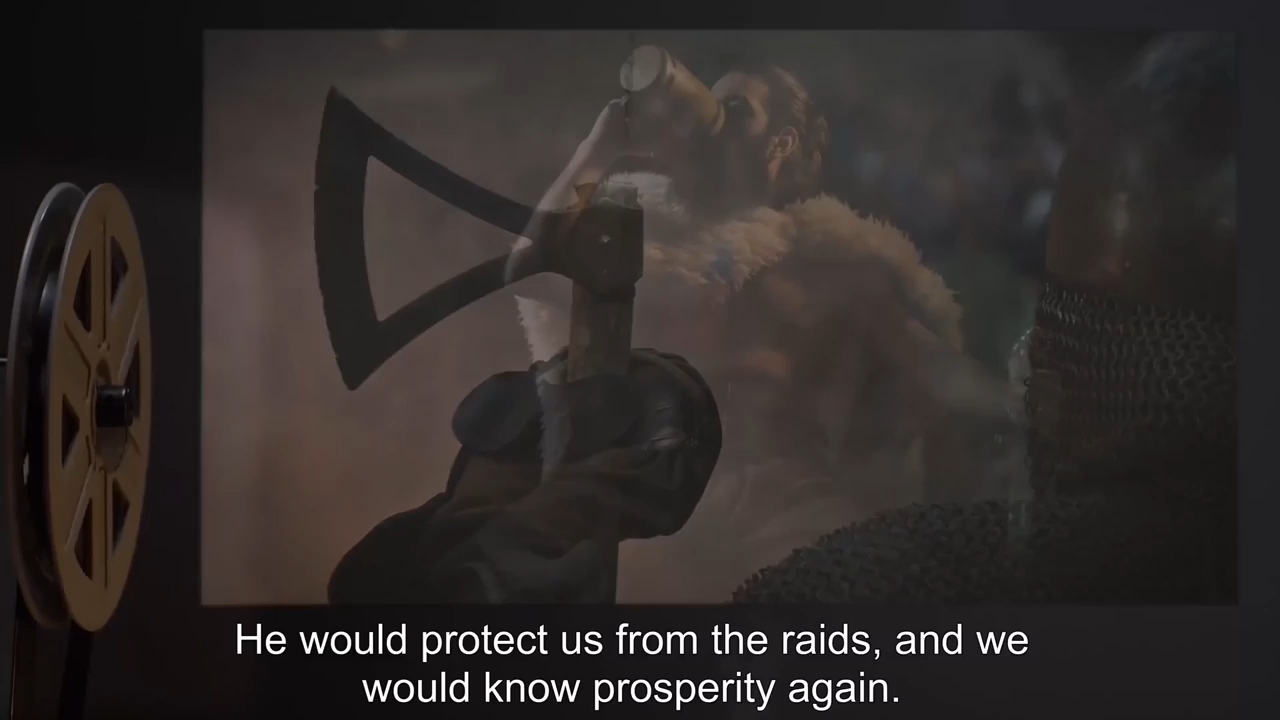 He would protect us from the raids, and we
would know prosperity again.